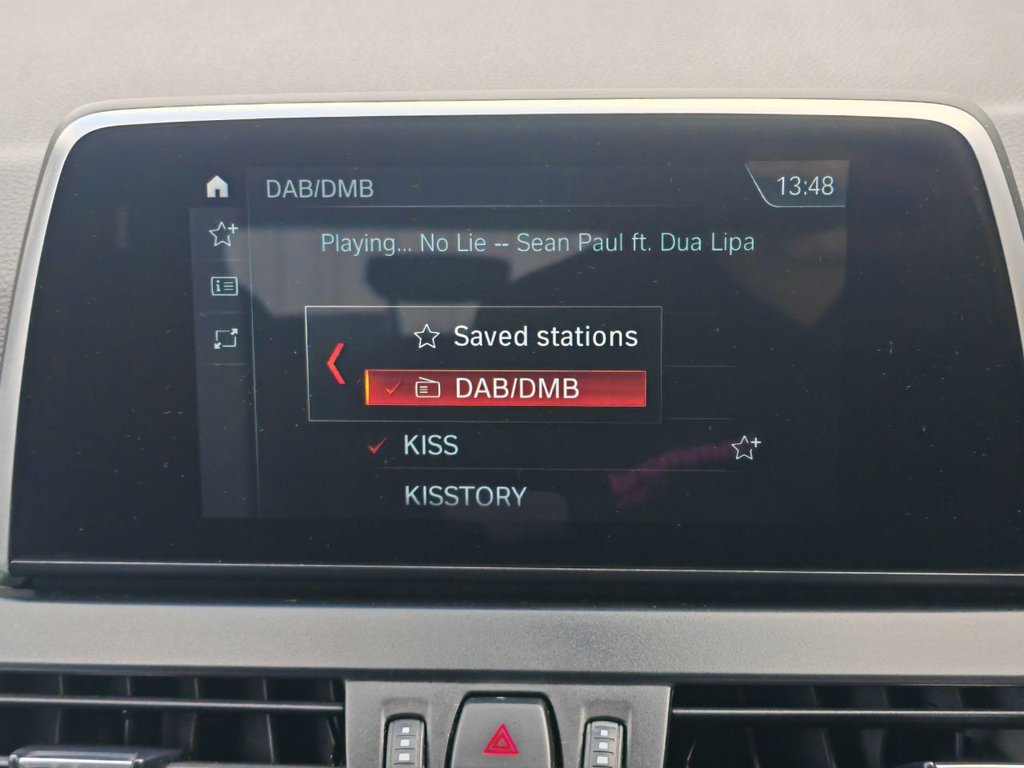 DAB/DMB
13:48
Playing... No Lie -- Sean Paul ft. Dua Lipa
Saved stations
DAB/DMB
KISS
KISSTORY